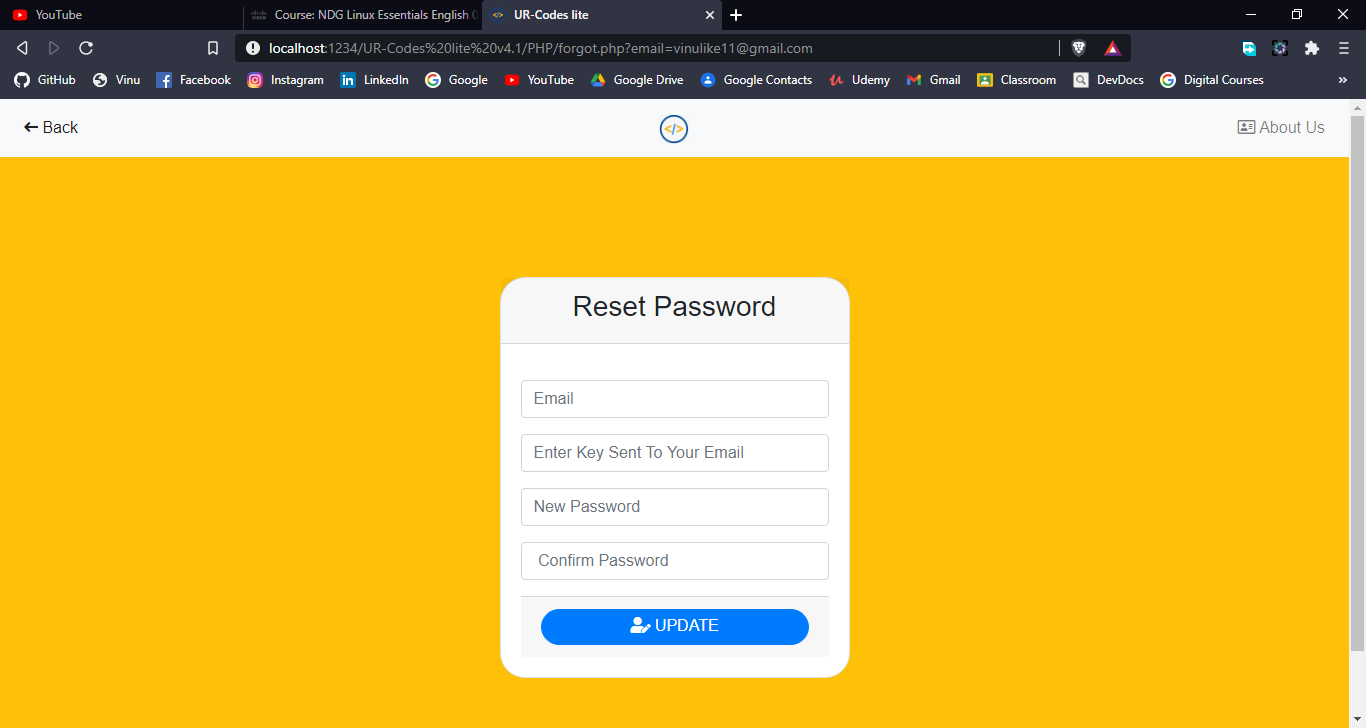 YouTube
Course: NDG Linux Essentials English
UR-Codes lite
localhost:1234/UR-Codes%20lite%20v4.1/PHP/forgot.php?email=vinulike11@gmail.com
GitHub Vinu Facebook Instagram LinkedIn Google YouTube Google Drive Google Contacts Udemy Gmail Classroom DevDocs Digital Courses »
Back
</>
About Us
Reset Password
Email
Enter Key Sent To Your Email
New Password
Confirm Password
UPDATE